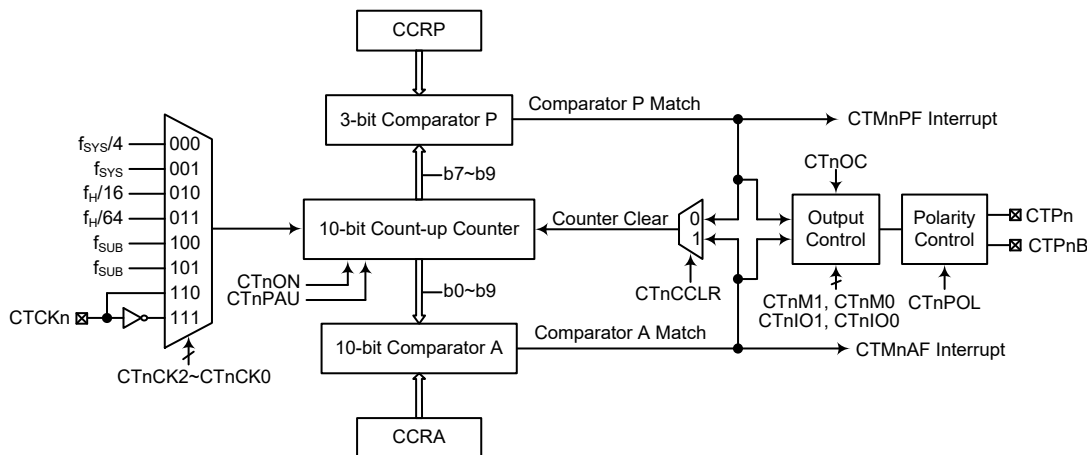 CCRP
3-bit Comparator P
Comparator P Match
CTMnPF Interrupt
b7~b9
fSYS/4
000
fSYS
001
fH/16
010
fH/64
011
fSUB
100
fSUB
101
110
CTCKn
111
CTnCK2~CTnCK0
10-bit Count-up Counter
CTnON
CTnPAU
Counter Clear
0
1
CTnCCLR
CTnOC
Output
Control
CTnM1, CTnM0
CTnIO1, CTnIO0
Polarity
Control
CTnPOL
CTPn
CTPnB
b0~b9
10-bit Comparator A
Comparator A Match
CTMnAF Interrupt
CCRA